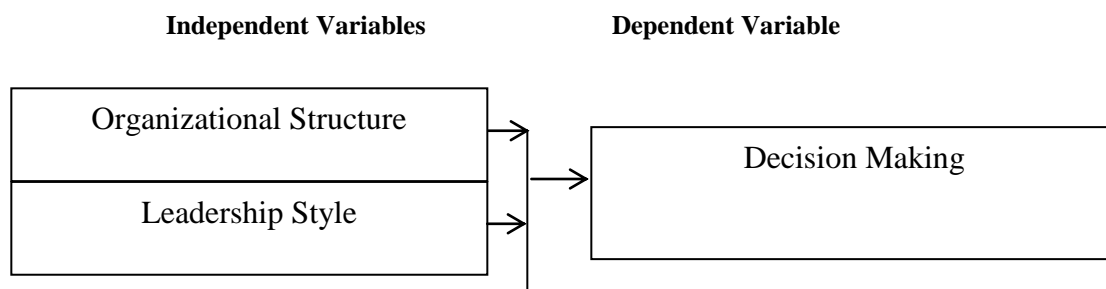 Independent Variables Dependent Variable
Organizational Structure
Decision Making
Leadership Style